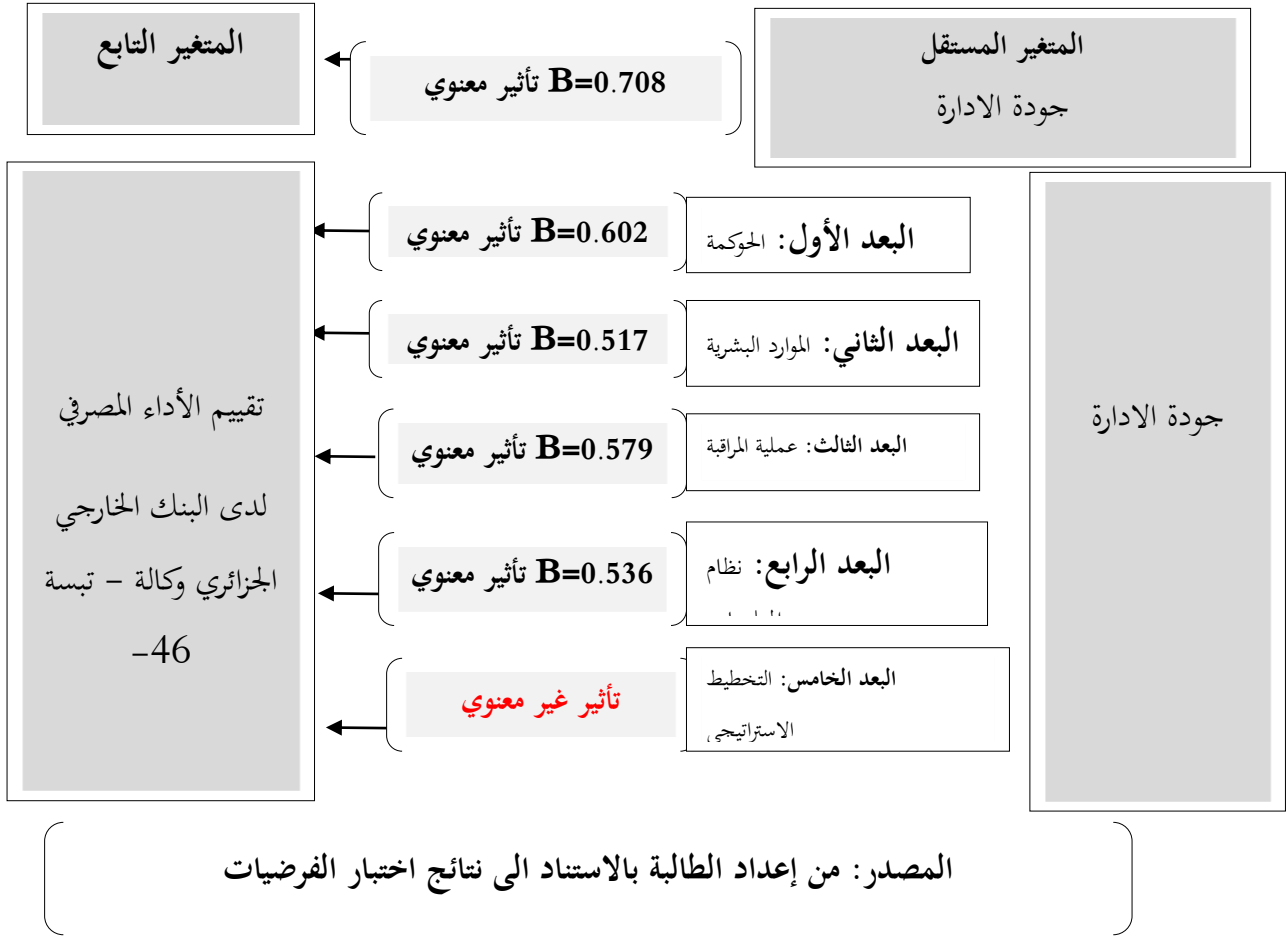 المتغير المستقل
جودة الادارة
B=0.708 تأثير معنوي
المتغير التابع
جودة الادارة
البعد الأول: الحوكمة
B=0.602 تأثير معنوي
البعد الثاني: الموارد البشرية
B=0.517 تأثير معنوي
البعد الثالث: عملية المراقبة
B=0.579 تأثير معنوي
البعد الرابع: نظام
B=0.536 تأثير معنوي
البعد الخامس: التخطيط
الاستراتيجي
تأثير غير معنوي
تقييم الأداء المصرفي
لدى البنك الخارجي
الجزائري وكالة – تبسة
46–
المصدر: من إعداد الطالبة بالاستناد الى نتائج اختبار الفرضيات